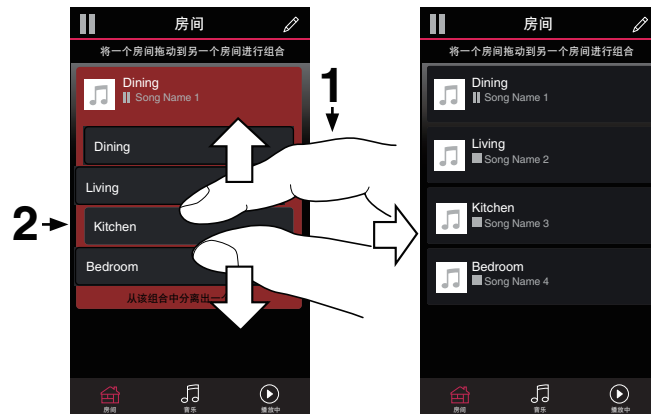 房间
将一个房间拖动到另一个房间进行组合
Dining
Song Name 1
Dining
Living
Kitchen
Bedroom
从该组合中分离出一
房间
音乐
播放中
1
2
房间
将一个房间拖动到另一个房间进行组合
Dining
Song Name 1
Living
Song Name 2
Kitchen
Song Name 3
Bedroom
Song Name 4
房间
音乐
播放中